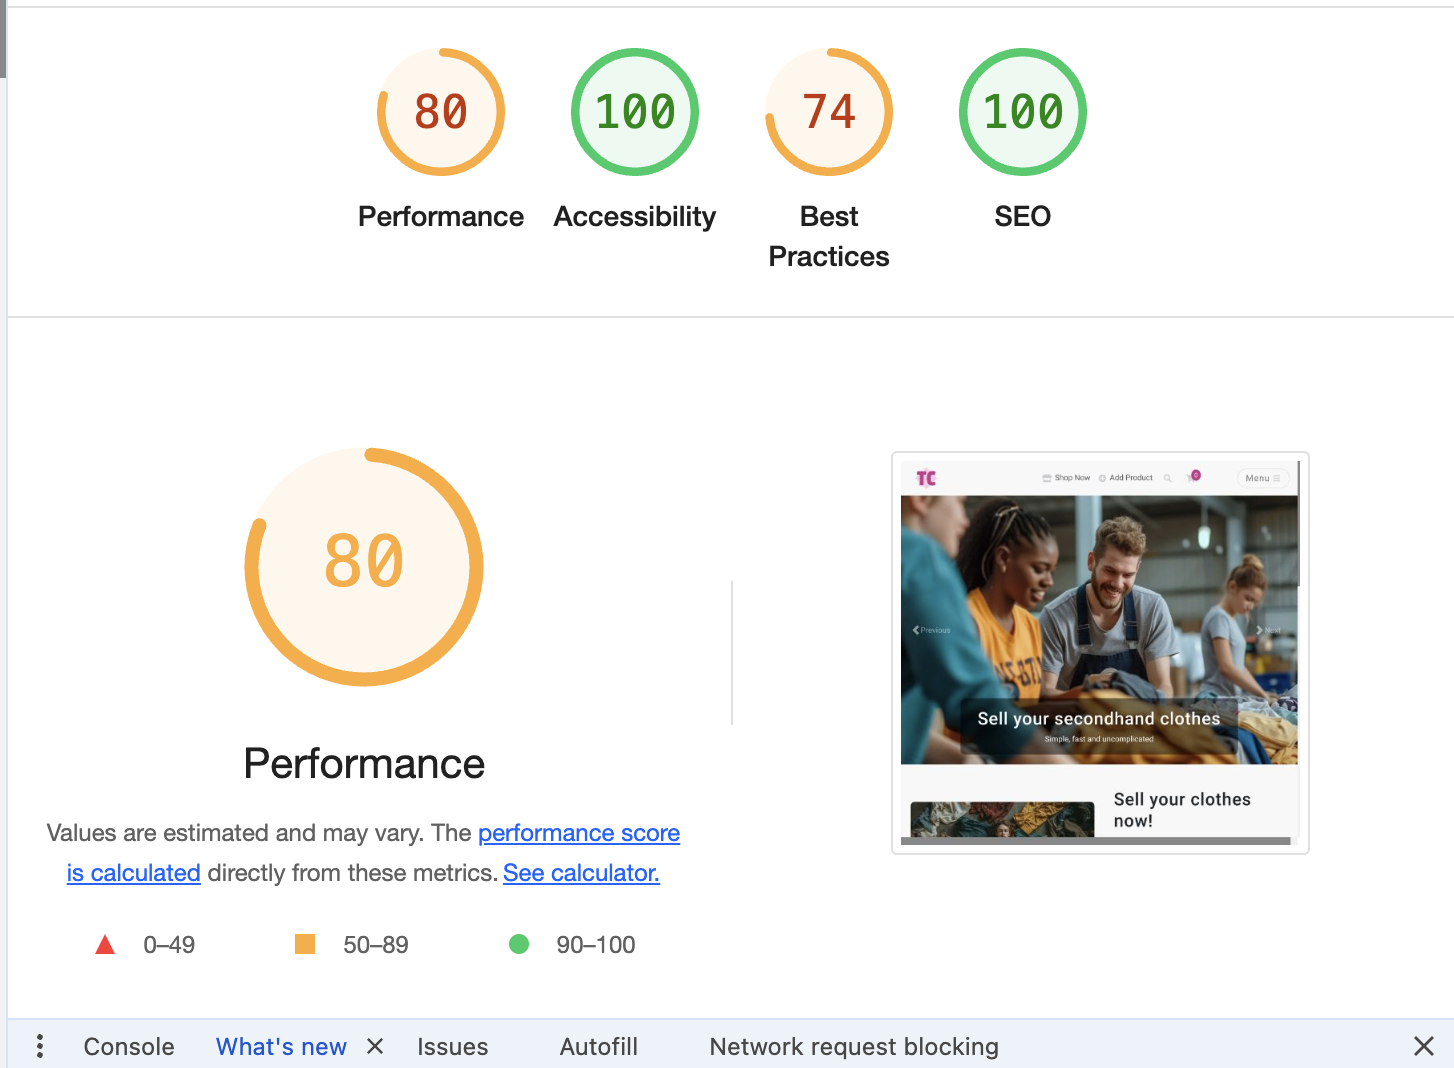 80
100
74
100
Performance
Accessibility
Best
Practices
SEO
80
Performance
Values are estimated and may vary. The performance score
is calculated directly from these metrics. See calculator.
0–49
50–89
90–100
TC
Shop Now
Add Product
0
Menu
Previous
Next
Sell your secondhand clothes
Simple, fast and uncomplicated
Sell your clothes
now!
Console
What's new
Issues
Autofill
Network request blocking